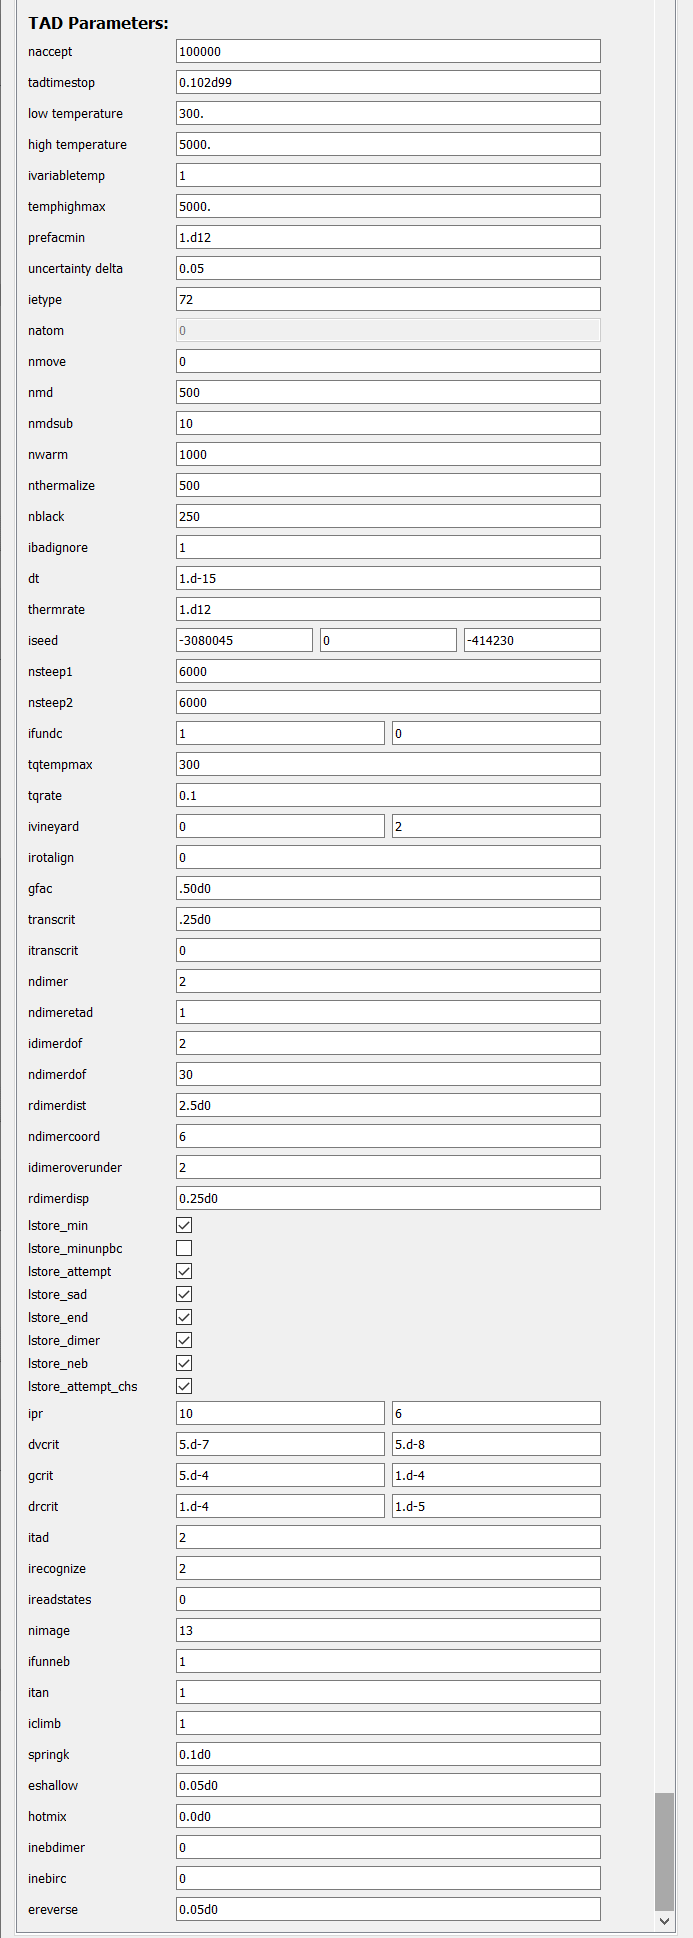 TAD Parameters:
naccept 100000
tadtimestop 0.102d99
low temperature 300.
high temperature 5000.
ivariabletemp 1
temphighmax 5000.
prefacmin 1.d12
uncertainty delta 0.05
ietype 72
natom 0
nmove 0
nmd 500
nmdsub 10
nwarm 1000
nthermalize 500
nblack 250
ibadignore 1
dt 1.d-15
thermrate 1.d12
iseed -3080045 0 -414230
nsteep1 6000
nsteep2 6000
ifundc 1 0
tqtempmax 300
tqrate 0.1
ivineyard 0 2
irotalign 0
gfac .50d0
transcrit .25d0
itranscrit 0
ndimer 2
ndimeretad 1
idimerdof 2
ndimerdof 30
rdimerdist 2.5d0
ndimercoord 6
idimeroverunder 2
rdimerdisp 0.25d0
lstore_min
lstore_minunpbc
lstore_attempt
lstore_sad
lstore_end
lstore_dimer
lstore_neb
lstore_attempt_chs
ipr 10 6
dvcrit 5.d-7 5.d-8
gcrit 5.d-4 1.d-4
drcrit 1.d-4 1.d-5
itad 2
irecognize 2
ireadstates 0
nimage 13
ifunneb 1
itan 1
iclimb 1
springk 0.1d0
eshallow 0.05d0
hotmix 0.0d0
inebdimer 0
inebirc 0
ereverse 0.05d0